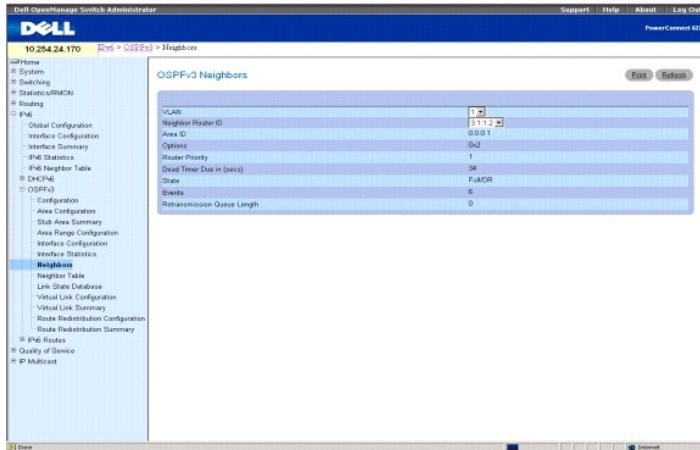 Dell OpenManage Switch Administrator
Support Help About Log Out
DELL
PowerConnect 622
10.254.24.170
IPv6 > OSPFv3 > Neighbors
Home
System
Switching
Statistics/RMON
Routing
IPv6
Global Configuration
Interface Configuration
Interface Summary
IPv6 Statistics
IPv6 Neighbor Table
DHCPv6
OSPFv3
Configuration
Area Configuration
Stub Area Summary
Area Range Configuration
Interface Configuration
Interface Statistics
Neighbors
Neighbor Table
Link State Database
Virtual Link Configuration
Virtual Link Summary
Route Redistribution Configuration
Route Redistribution Summary
IPv6 Routes
Quality of Service
IP Multicast
OSPFv3 Neighbors
Print Refresh
VLAN 1
Neighbor Router ID 3.1.1.2
Area ID 0.0.0.1
Options 0x2
Router Priority 1
Dead Timer Due in (secs) 34
State Full/DR
Events 6
Retransmission Queue Length 0
Done
Internet